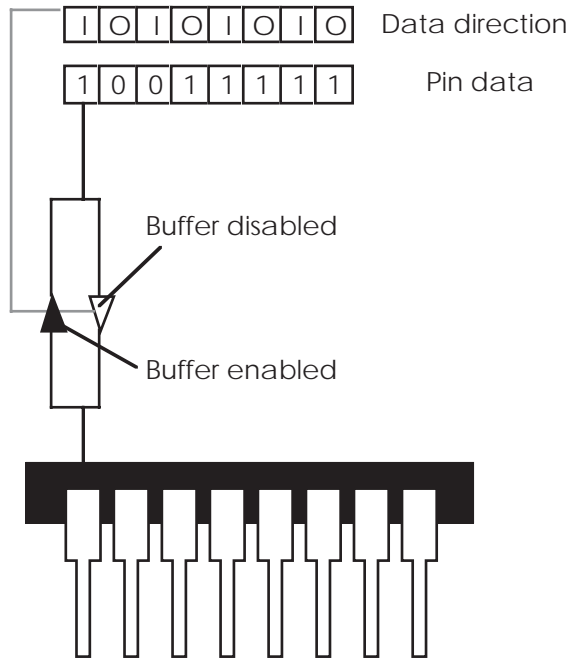 I O I O I O I O Data direction
1 0 0 1 1 1 1 1 Pin data
Buffer disabled
Buffer enabled